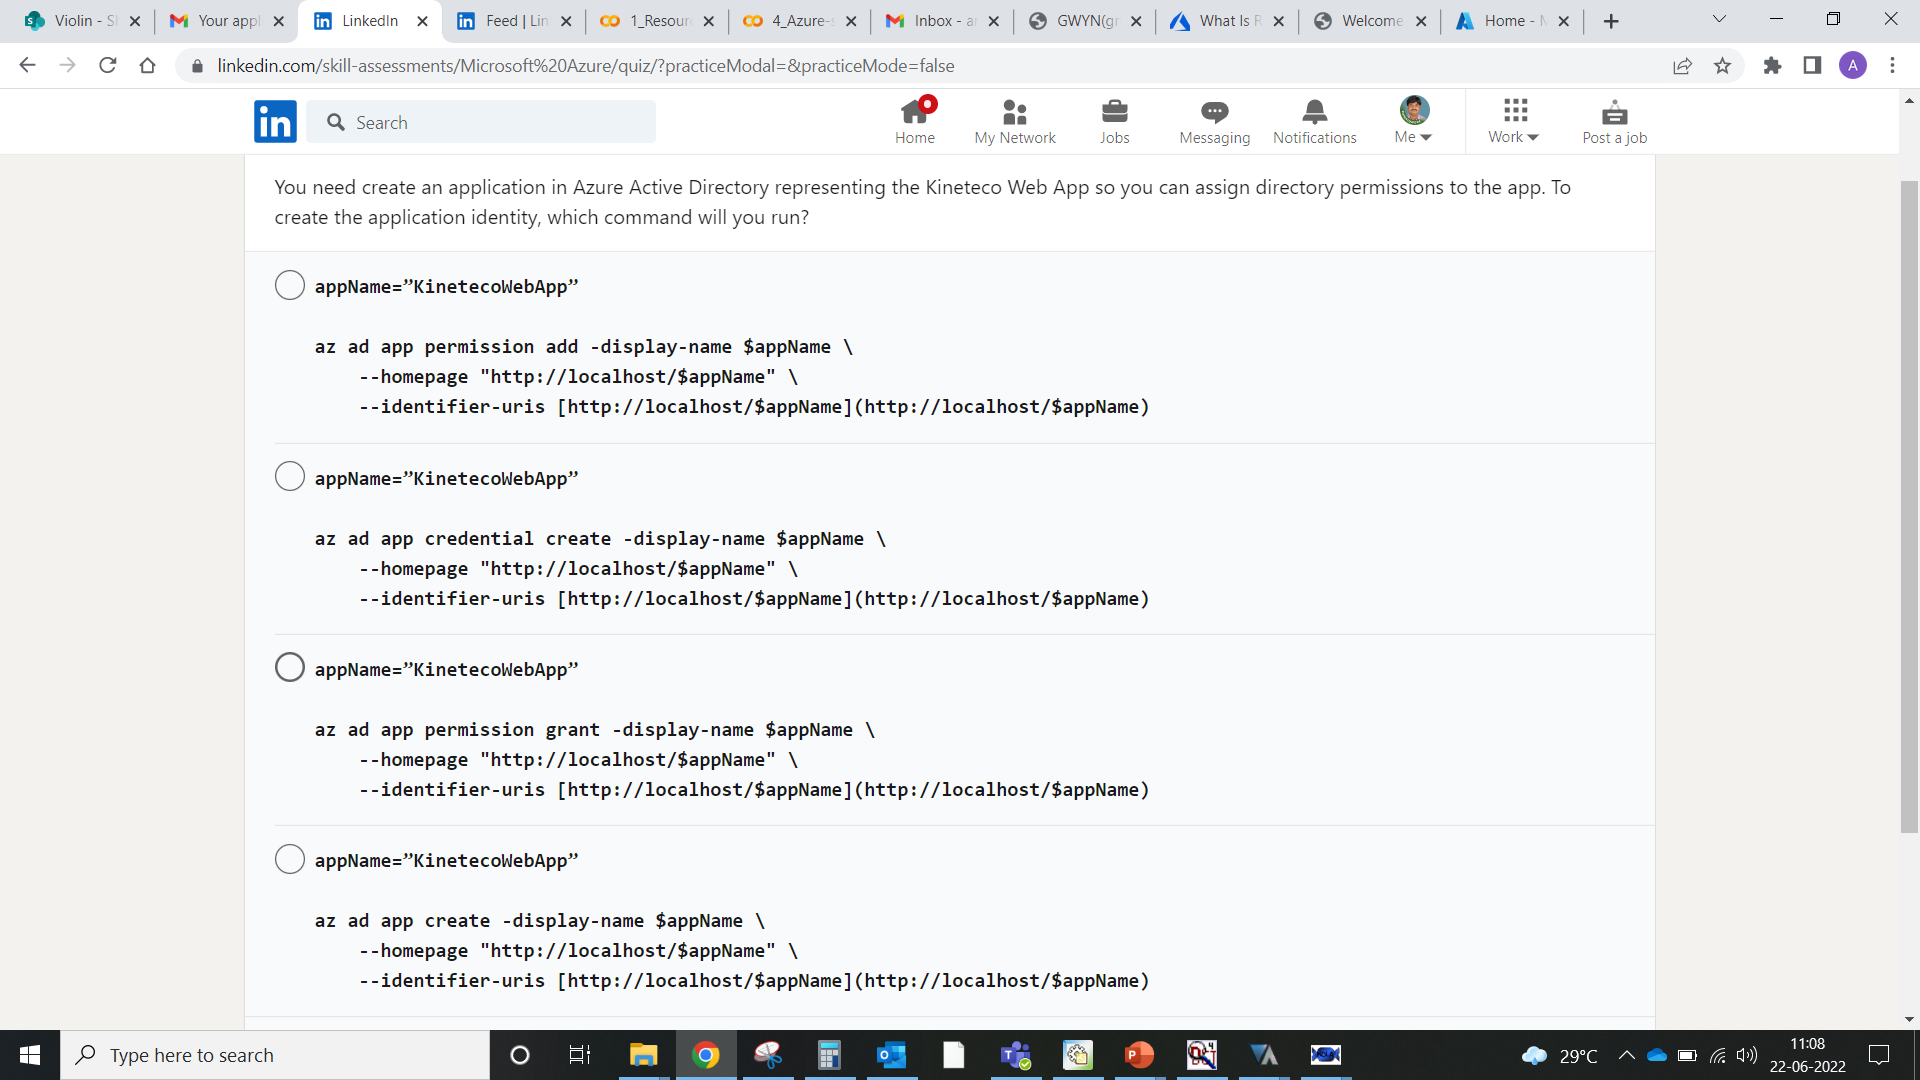 Violin - S
Your appl
LinkedIn
Feed | Lin
1_Resour
4_Azure-s
Inbox - a
GWYN(gr
What Is R
Welcome
Home - M
linkedin.com/skill-assessments/Microsoft%20Azure/quiz/?practiceModal=&practiceMode=false
A
in
Search
Home
My Network
Jobs
Messaging
Notifications
Me
Work
Post a job
You need create an application in Azure Active Directory representing the Kineteco Web App so you can assign directory permissions to the app. To
create the application identity, which command will you run?
appName=”KinetecoWebApp”
az ad app permission add -display-name $appName \
--homepage "http://localhost/$appName" \
--identifier-uris [http://localhost/$appName](http://localhost/$appName)
appName=”KinetecoWebApp”
az ad app credential create -display-name $appName \
--homepage "http://localhost/$appName" \
--identifier-uris [http://localhost/$appName](http://localhost/$appName)
appName=”KinetecoWebApp”
az ad app permission grant -display-name $appName \
--homepage "http://localhost/$appName" \
--identifier-uris [http://localhost/$appName](http://localhost/$appName)
appName=”KinetecoWebApp”
az ad app create -display-name $appName \
--homepage "http://localhost/$appName" \
--identifier-uris [http://localhost/$appName](http://localhost/$appName)
Type here to search
29°C
11:08
22-06-2022